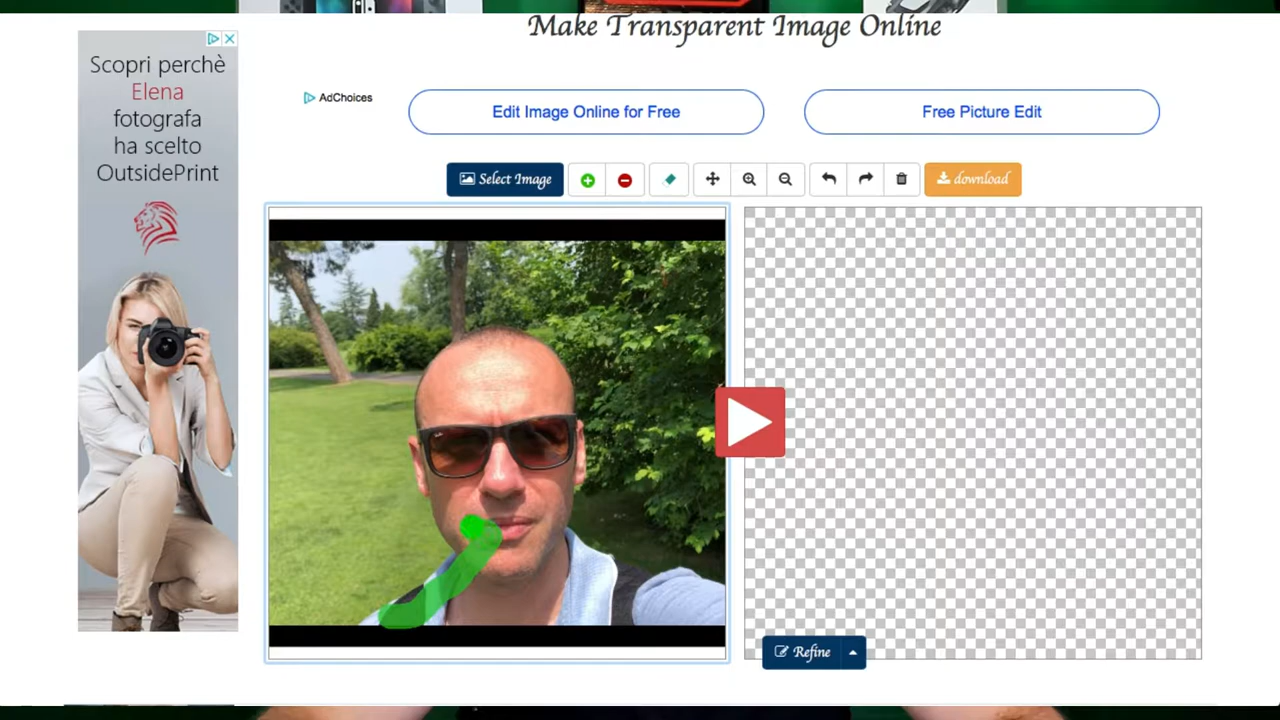 Make Transparent Image Online
Scopri perchè
Elena
fotografa
ha scelto
OutsidePrint
AdChoices
Edit Image Online for Free
Free Picture Edit
Select Image
download
Refine